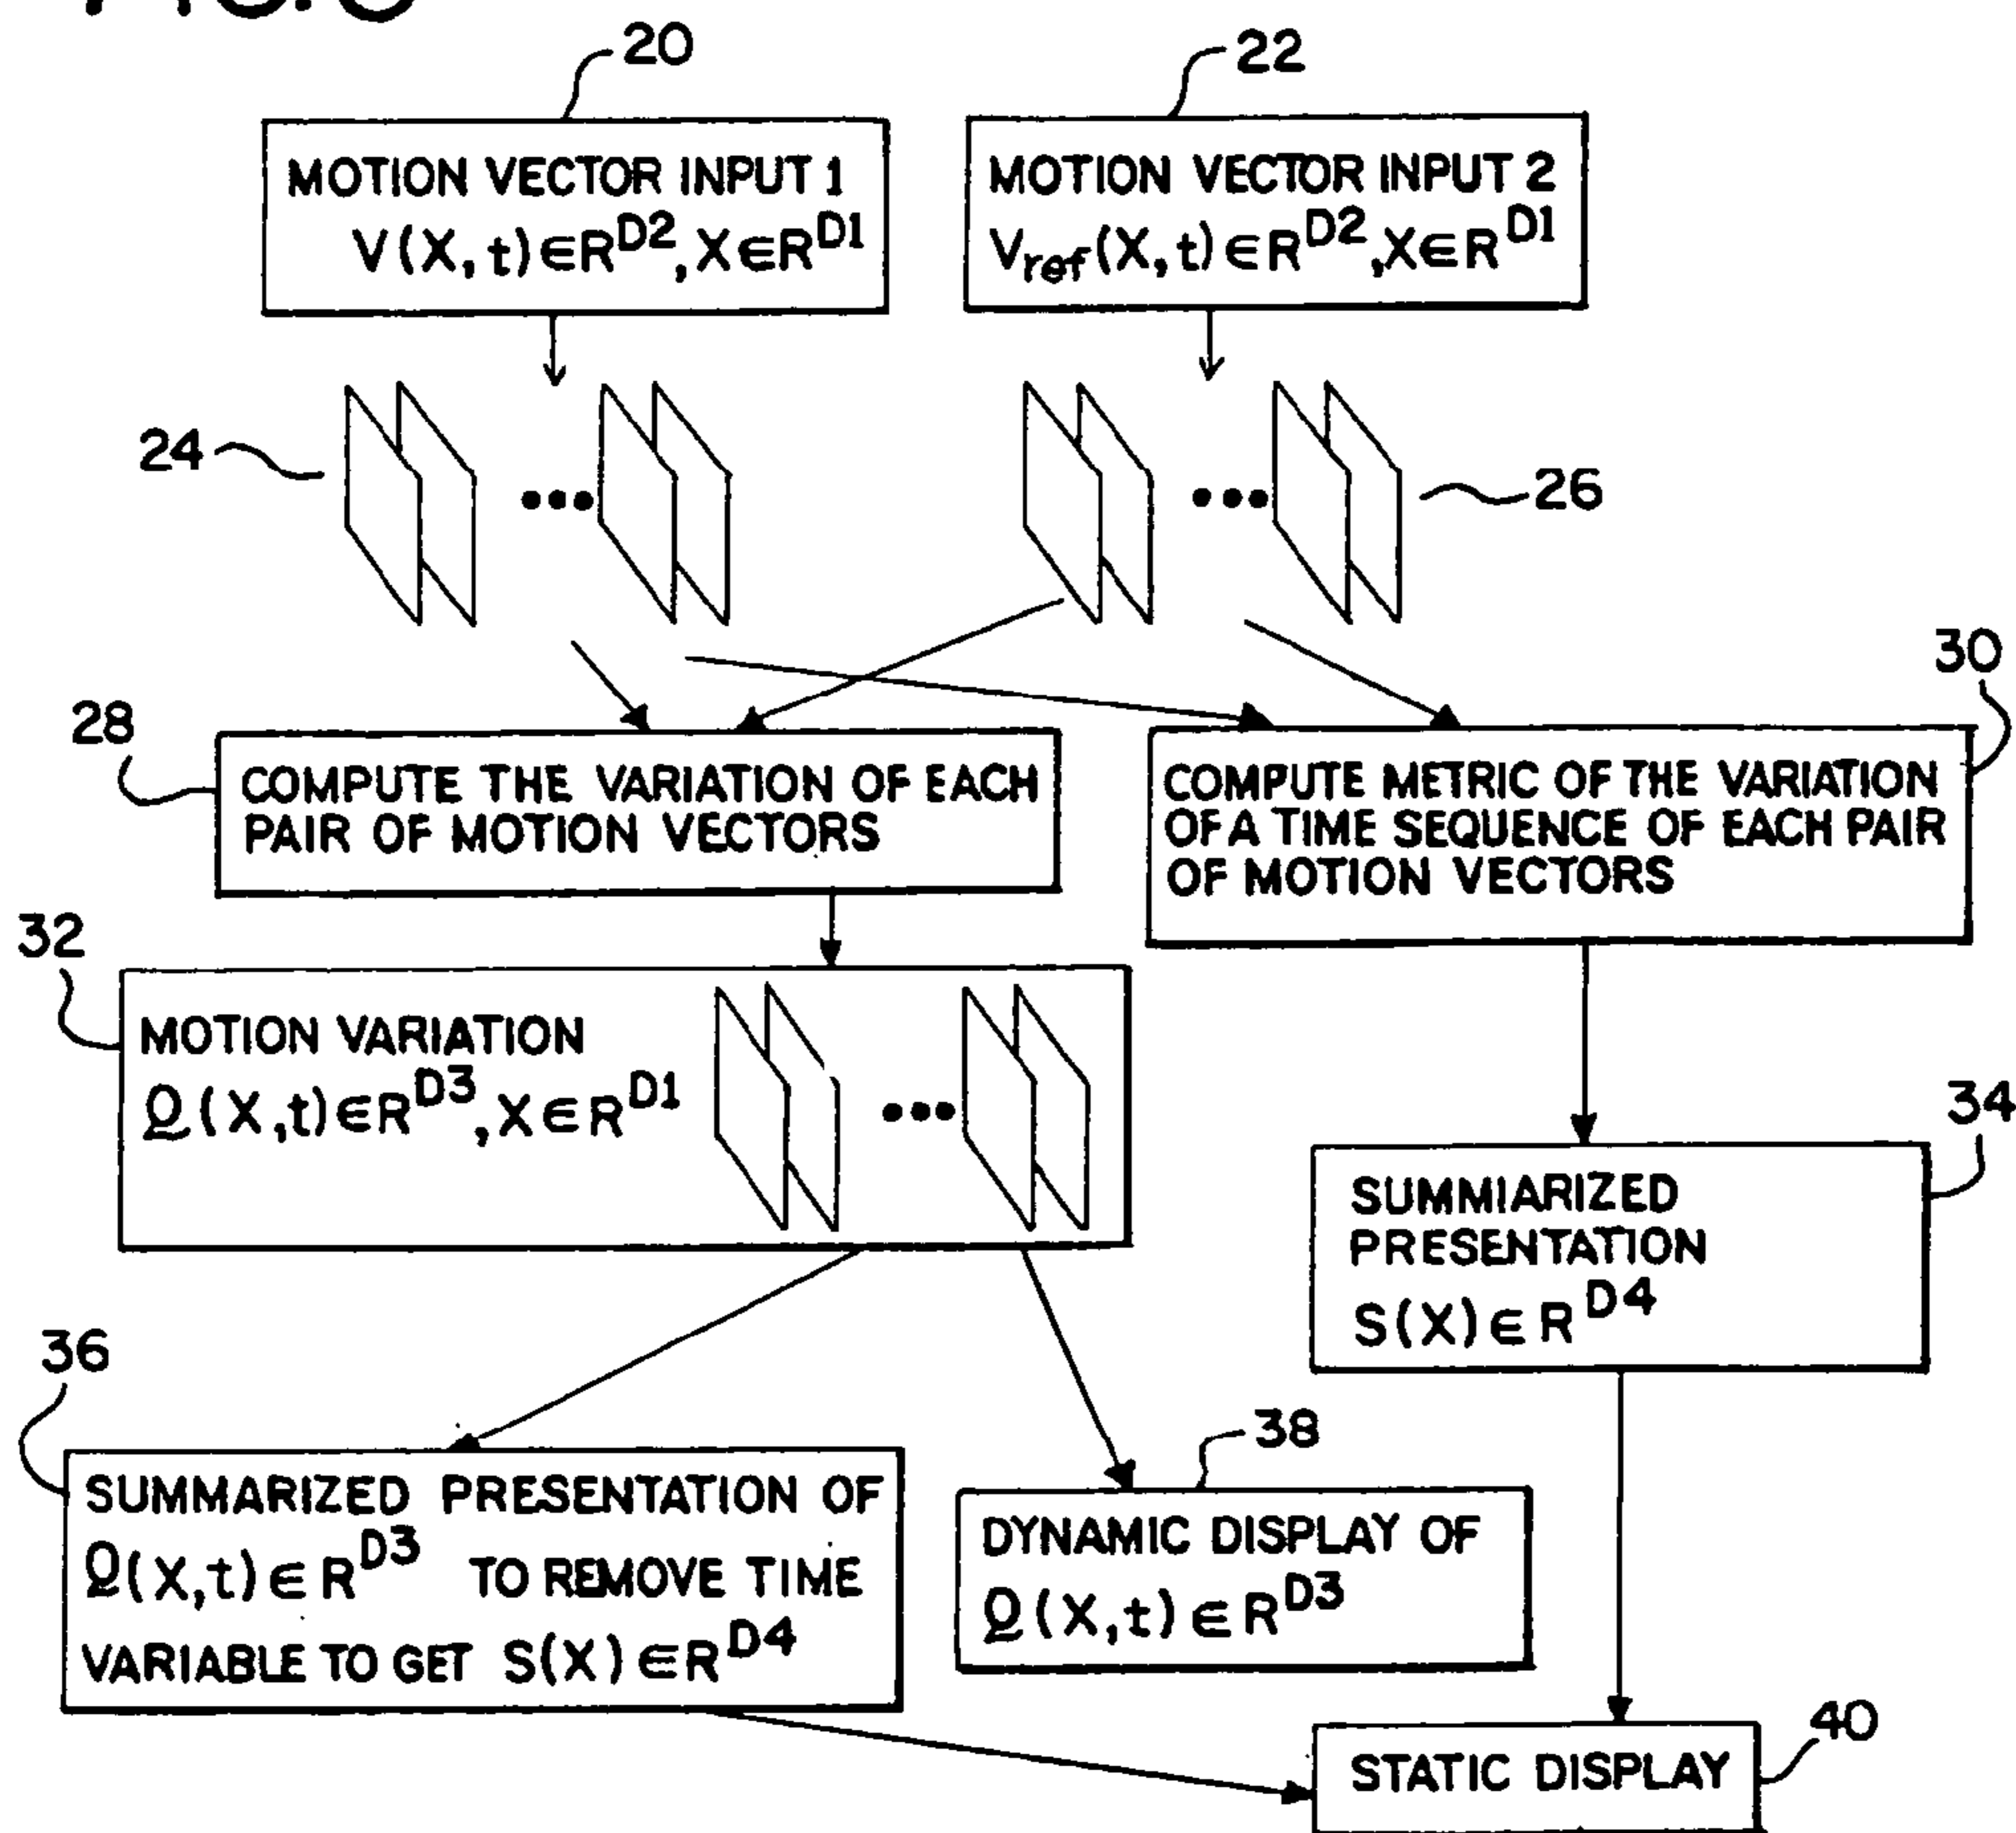 20
22
MOTION VECTOR INPUT 1
V(X,t)∈R^D2,X∈R^D1
MOTION VECTOR INPUT 2
V_ref(X,t)∈R^D2,X∈R^D1
24
26
30
28
COMPUTE THE VARIATION OF EACH
PAIR OF MOTION VECTORS
COMPUTE METRIC OF THE VARIATION
OF A TIME SEQUENCE OF EACH PAIR
OF MOTION VECTORS
32
MOTION VARIATION
Q(X,t)∈R^D3,X∈R^D1
34
SUMMIARIZED
PRESENTATION
S(X)∈R^D4
36
SUMMARIZED PRESENTATION OF
Q(X,t)∈R^D3 TO REMOVE TIME
VARIABLE TO GET S(X)∈R^D4
38
DYNAMIC DISPLAY OF
Q(X,t)∈R^D3
40
STATIC DISPLAY